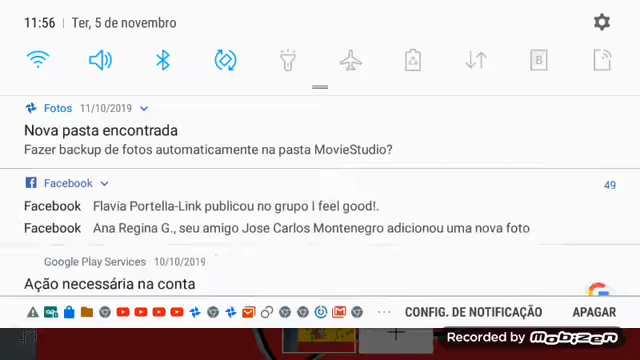 11:56 | Ter, 5 de novembro
B
Fotos 11/10/2019
Nova pasta encontrada
Fazer backup de fotos automaticamente na pasta MovieStudio?
Facebook 49
Facebook Flavia Portella-Link publicou no grupo I feel good!.
Facebook Ana Regina G., seu amigo Jose Carlos Montenegro adicionou uma nova foto
Google Play Services 10/10/2019
Ação necessária na conta
CONFIG. DE NOTIFICAÇÃO APAGAR
Recorded by mobizen